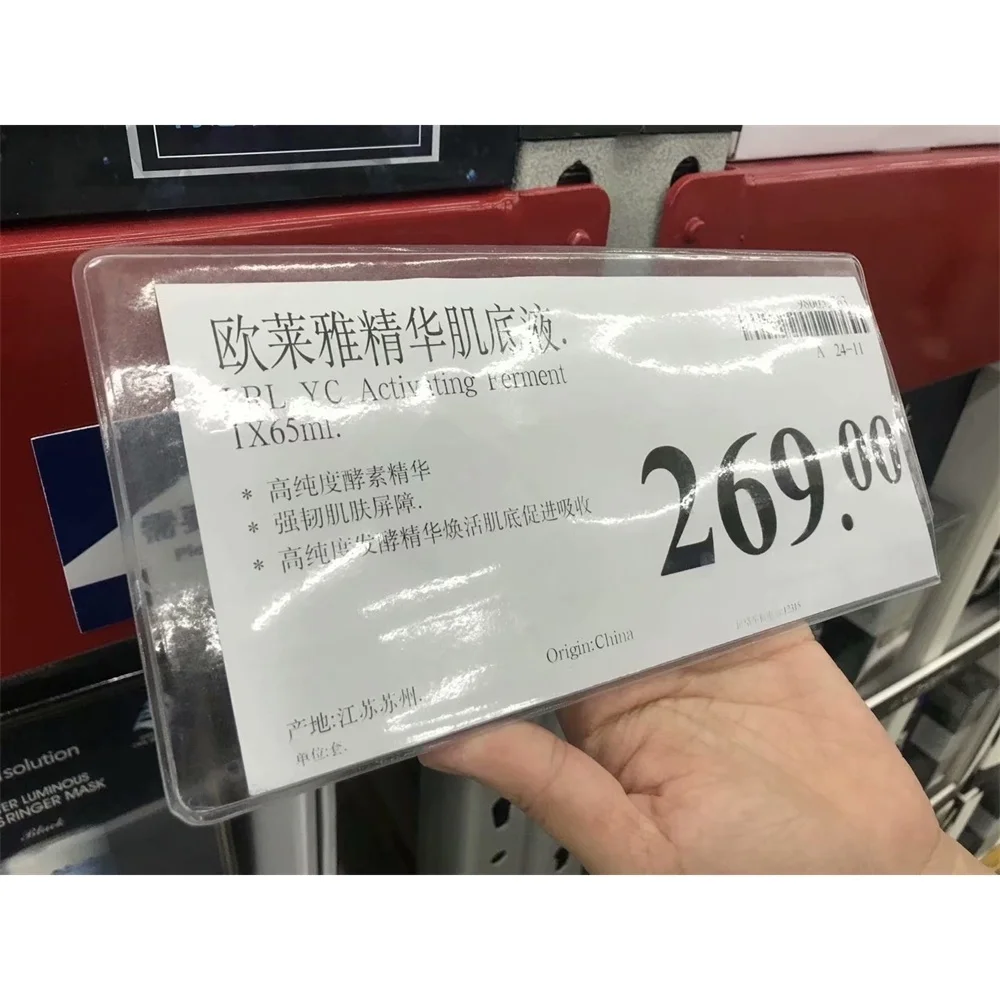 欧莱雅精华肌底液.
LRL YC Activating Ferment
1X65ml.
A 24-11
* 高纯度酵素精华
* 强韧肌肤屏障.
* 高纯度发酵精华焕活肌底促进吸收
269.00
Origin:China
产地:江苏苏州.
单位:套.
solution
LUMINOUS
RINGER MASK
Black